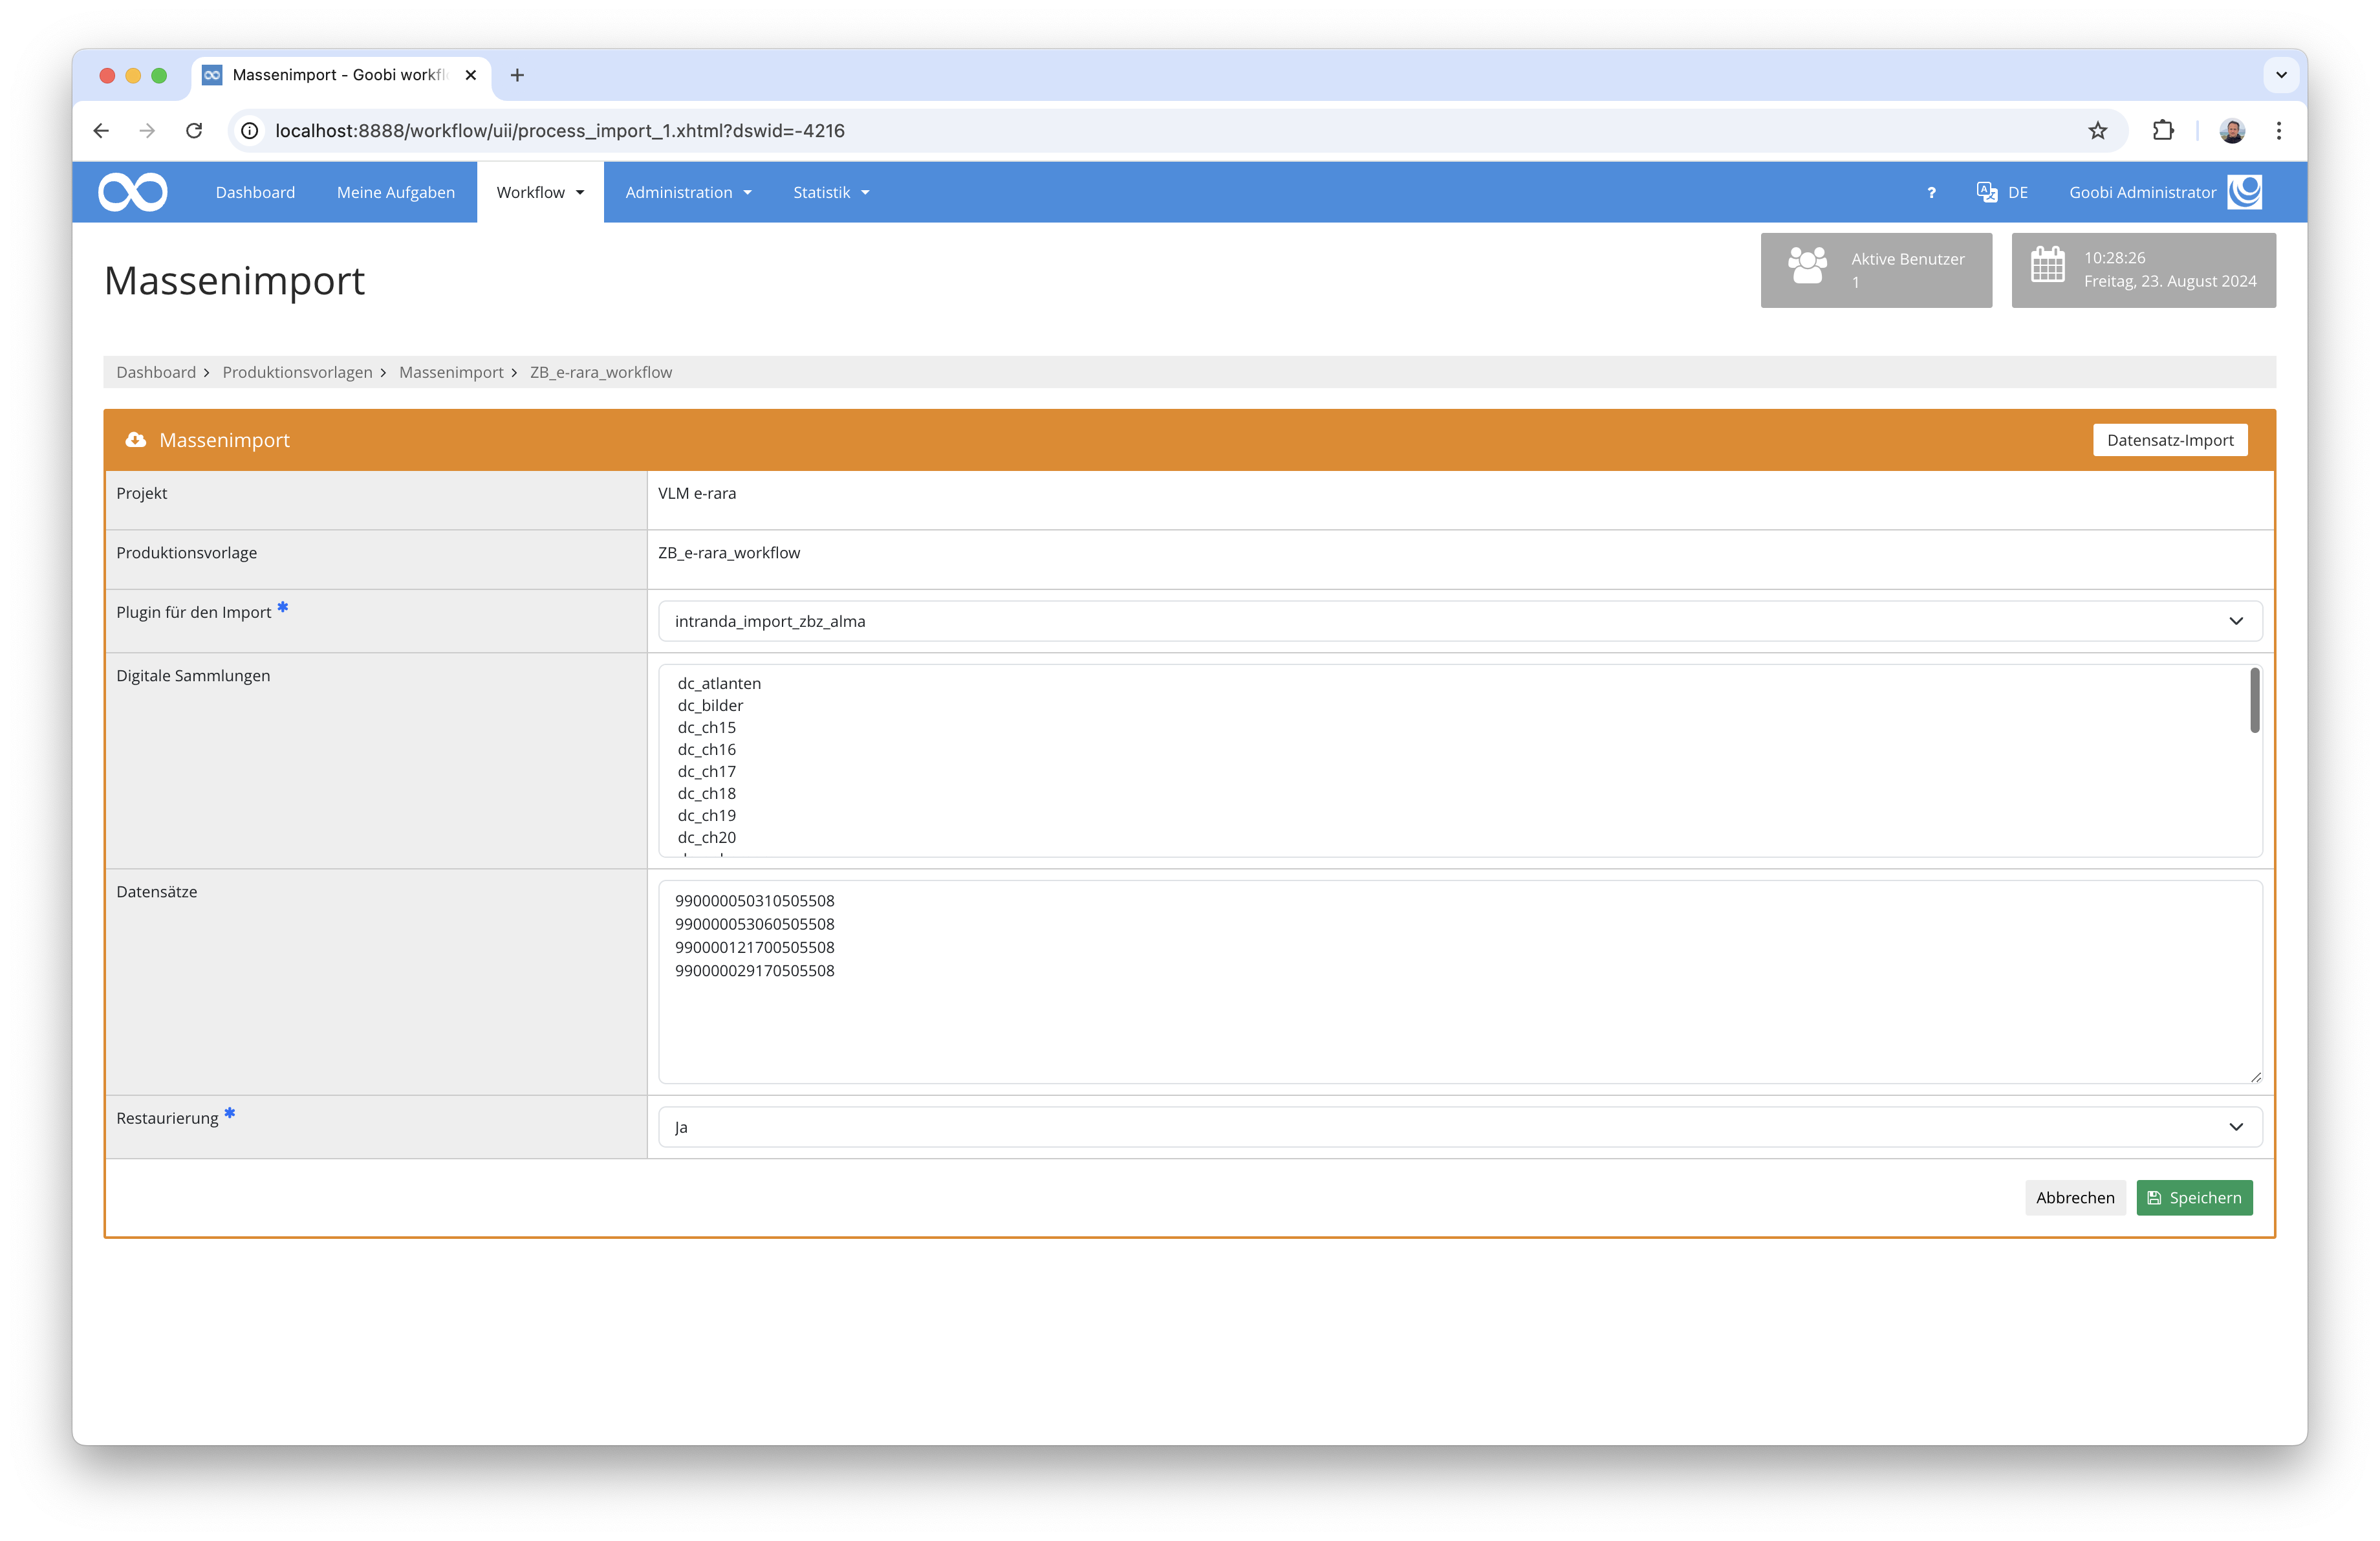 Massenimport - Goobi workfl
localhost:8888/workflow/uii/process_import_1.xhtml?dswid=-4216
Dashboard Meine Aufgaben Workflow Administration Statistik ? DE Goobi Administrator
Massenimport
Aktive Benutzer
1
10:28:26
Freitag, 23. August 2024
Dashboard > Produktionsvorlagen > Massenimport > ZB_e-rara_workflow
Massenimport Datensatz-Import
Projekt VLM e-rara
Produktionsvorlage ZB_e-rara_workflow
Plugin für den Import * intranda_import_zbz_alma
Digitale Sammlungen
dc_atlanten
dc_bilder
dc_ch15
dc_ch16
dc_ch17
dc_ch18
dc_ch19
dc_ch20
Datensätze
990000050310505508
990000053060505508
990000121700505508
990000029170505508
Restaurierung * Ja
Abbrechen Speichern